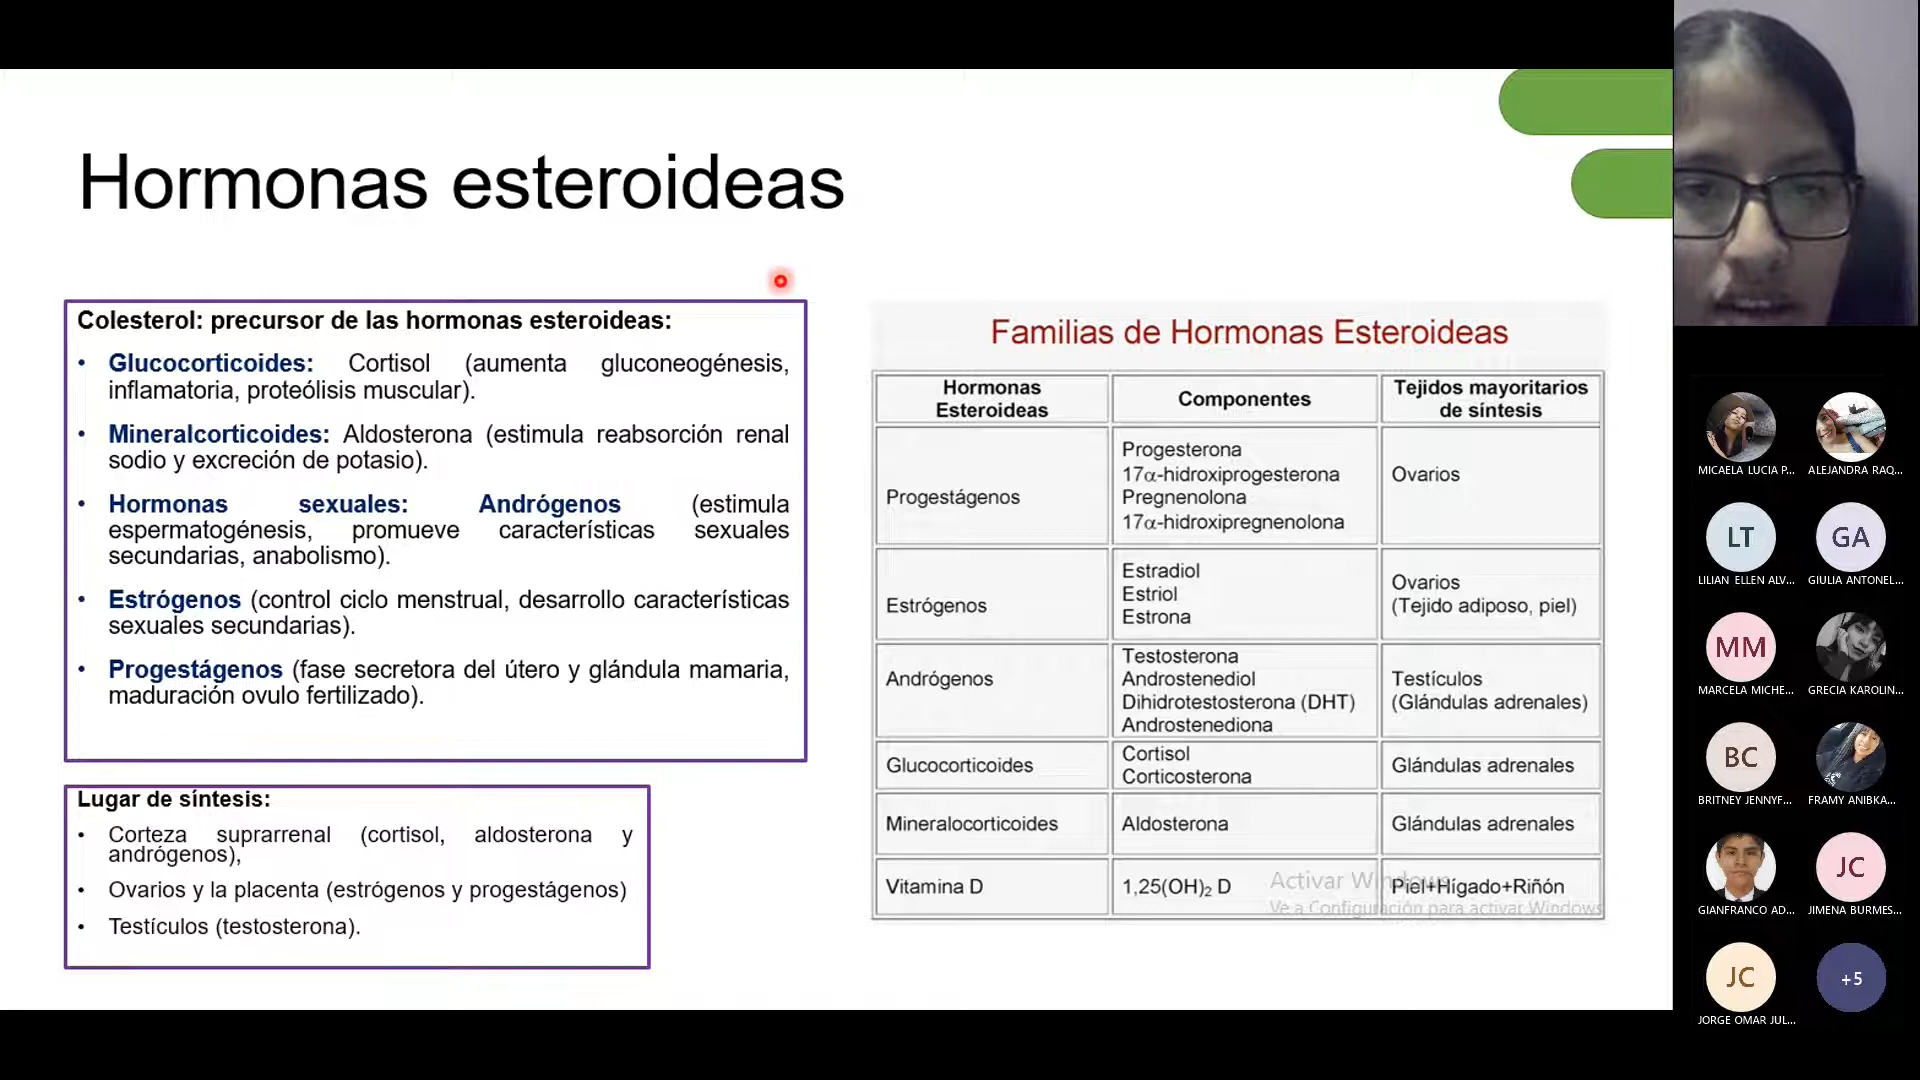 Hormonas esteroideas
Colesterol: precursor de las hormonas esteroideas:
• Glucocorticoides: Cortisol (aumenta gluconeogénesis,
inflamatoria, proteólisis muscular).
• Mineralcorticoides: Aldosterona (estimula reabsorción renal
sodio y excreción de potasio).
• Hormonas sexuales: Andrógenos (estimula
espermatogénesis, promueve características sexuales
secundarias, anabolismo).
• Estrógenos (control ciclo menstrual, desarrollo características
sexuales secundarias).
• Progestágenos (fase secretora del útero y glándula mamaria,
maduración ovulo fertilizado).
Lugar de síntesis:
• Corteza suprarrenal (cortisol, aldosterona y
andrógenos),
• Ovarios y la placenta (estrógenos y progestágenos)
• Testículos (testosterona).
Familias de Hormonas Esteroideas
Hormonas
Esteroideas
Componentes
Tejidos mayoritarios
de síntesis
Progestágenos
Progesterona
17α-hidroxiprogesterona
Pregnenolona
17α-hidroxipregnenolona
Ovarios
Estrógenos
Estradiol
Estriol
Estrona
Ovarios
(Tejido adiposo, piel)
Andrógenos
Testosterona
Androstenediol
Dihidrotestosterona (DHT)
Androstenediona
Testículos
(Glándulas adrenales)
Glucocorticoides
Cortisol
Corticosterona
Glándulas adrenales
Mineralocorticoides
Aldosterona
Glándulas adrenales
Vitamina D
1,25(OH)₂ D
Piel+Hígado+Riñón
Activar Windows
Ve a Configuración para activar Windows
MICAELA LUCIA P...
ALEJANDRA RAQ...
LT
LILIAN ELLEN ALV...
GA
GIULIA ANTONEL...
MM
MARCELA MICHE...
GRECIA KAROLIN...
BC
BRITNEY JENNYF...
FRAMY ANIBKA...
GIANFRANCO AD...
JC
JIMENA BURMES...
JC
JORGE OMAR JUL...
+5